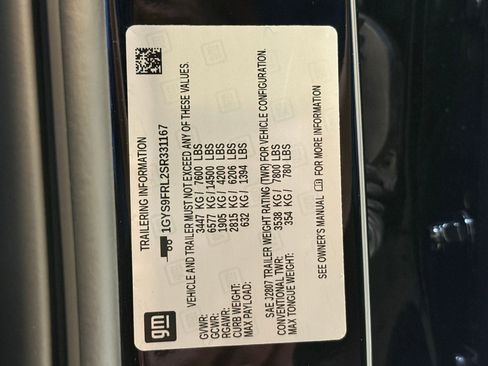 gm
TRAILERING INFORMATION
1GYS9FRL2SR331167
VEHICLE AND TRAILER MUST NOT EXCEED ANY OF THESE VALUES.
GVWR: 3447 KG / 7600 LBS
GCWR: 6577 KG / 14500 LBS
RGAWR: 1905 KG / 4200 LBS
CURB WEIGHT: 2815 KG / 6206 LBS
MAX PAYLOAD: 632 KG / 1394 LBS
SAE J2807 TRAILER WEIGHT RATING (TWR) FOR VEHICLE CONFIGURATION.
CONVENTIONAL TWR: 3538 KG / 7800 LBS
MAX TONGUE WEIGHT: 354 KG / 780 LBS
SEE OWNER'S MANUAL FOR MORE INFORMATION